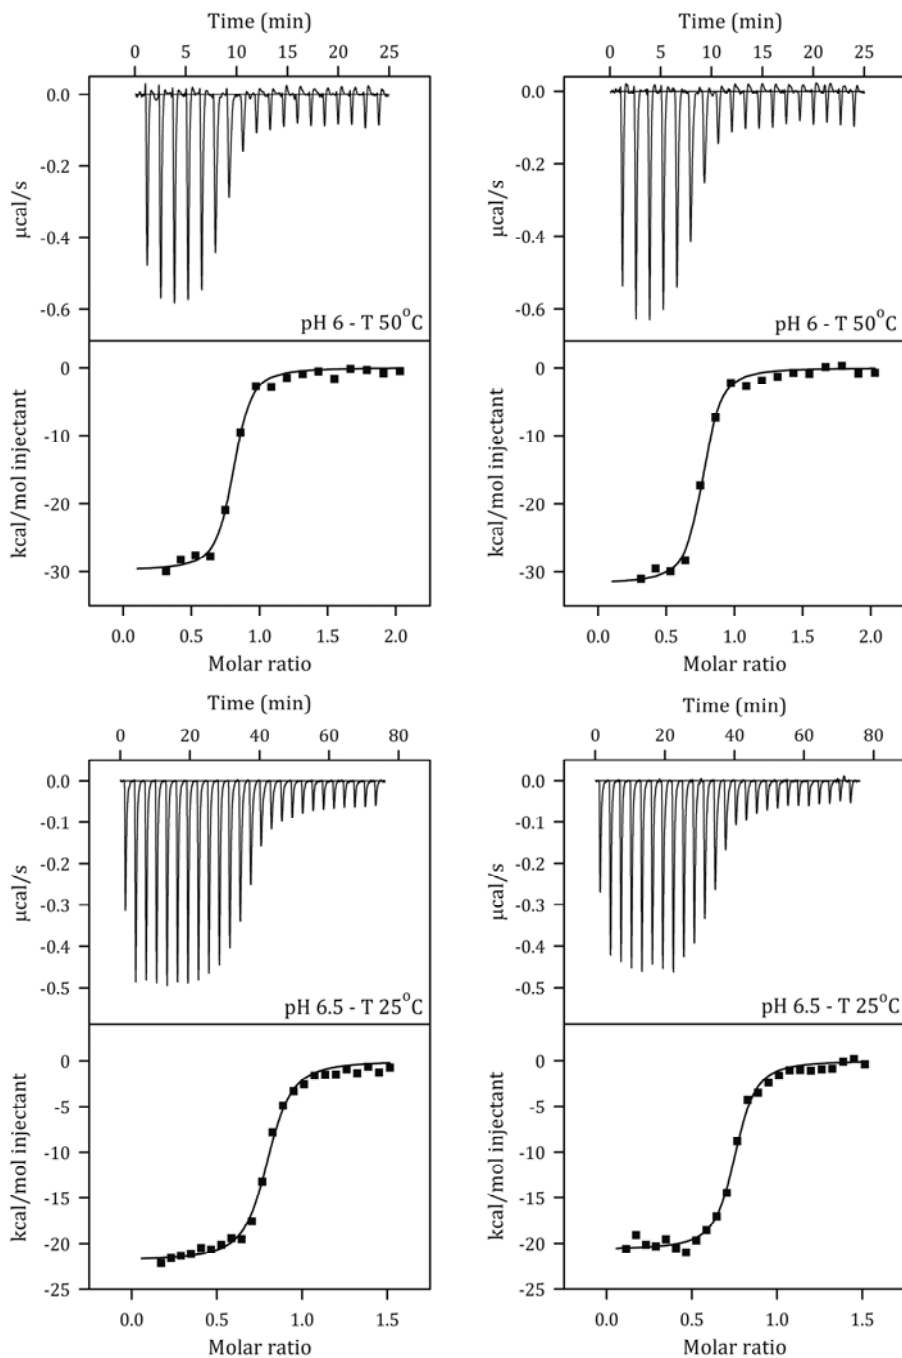 Time (min)
0 5 10 15 20 25
0.0
-0.2
-0.4
-0.6
µcal/s
pH 6 - T 50°C
0
-10
-20
-30
kcal/mol injectant
0.0 0.5 1.0 1.5 2.0
Molar ratio
Time (min)
0 5 10 15 20 25
0.0
-0.2
-0.4
-0.6
µcal/s
pH 6 - T 50°C
0
-10
-20
-30
kcal/mol injectant
0.0 0.5 1.0 1.5 2.0
Molar ratio
Time (min)
0 20 40 60 80
0.0
-0.1
-0.2
-0.3
-0.4
-0.5
µcal/s
pH 6.5 - T 25°C
0
-5
-10
-15
-20
-25
kcal/mol injectant
0.0 0.5 1.0 1.5
Molar ratio
Time (min)
0 20 40 60 80
0.0
-0.1
-0.2
-0.3
-0.4
-0.5
µcal/s
pH 6.5 - T 25°C
0
-5
-10
-15
-20
-25
kcal/mol injectant
0.0 0.5 1.0 1.5
Molar ratio